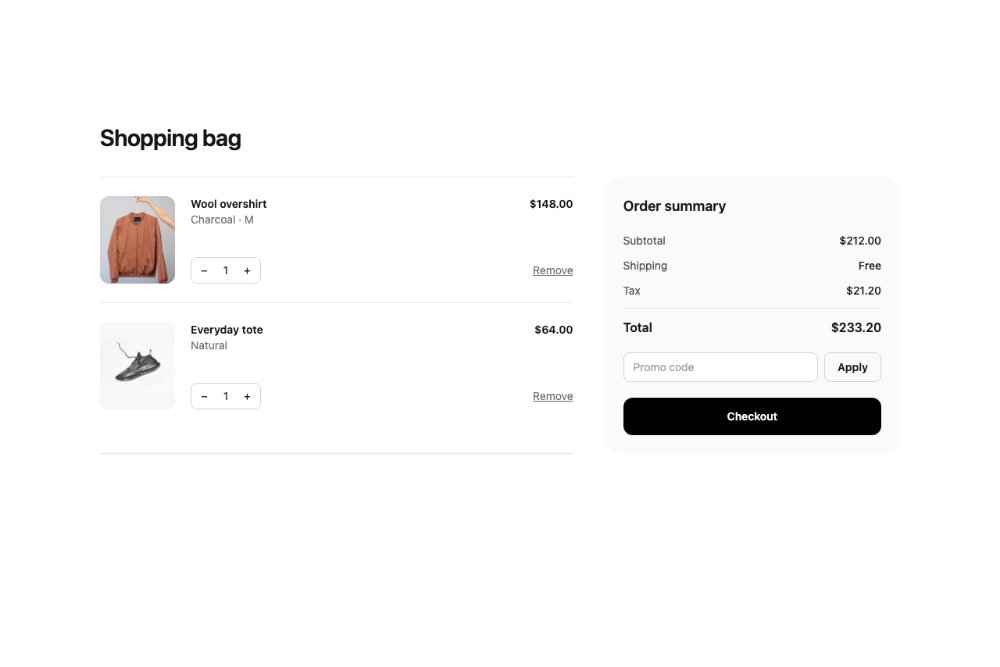 Shopping bag
Wool overshirt
$148.00
Charcoal · M
− 1 +
Remove
Everyday tote
$64.00
Natural
− 1 +
Remove
Order summary
Subtotal
$212.00
Shipping
Free
Tax
$21.20
Total
$233.20
Promo code
Apply
Checkout